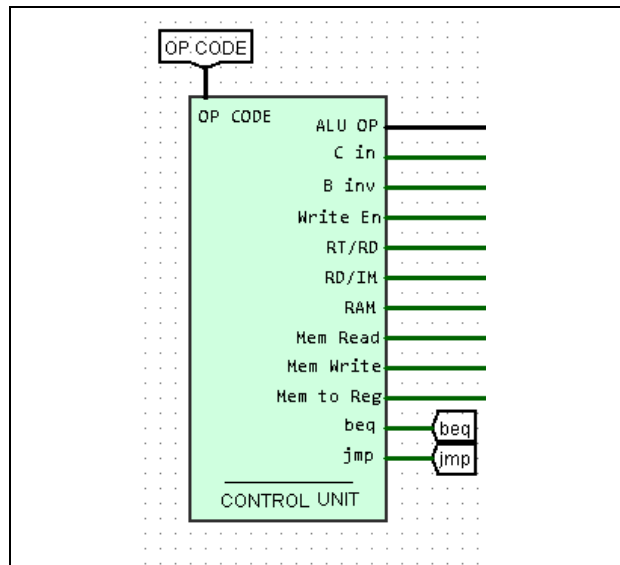 OP CODE
OP CODE
ALU OP
C in
B inv
Write En
RT/RD
RD/IM
RAM
Mem Read
Mem Write
Mem to Reg
beq
beq
jmp
jmp
CONTROL UNIT